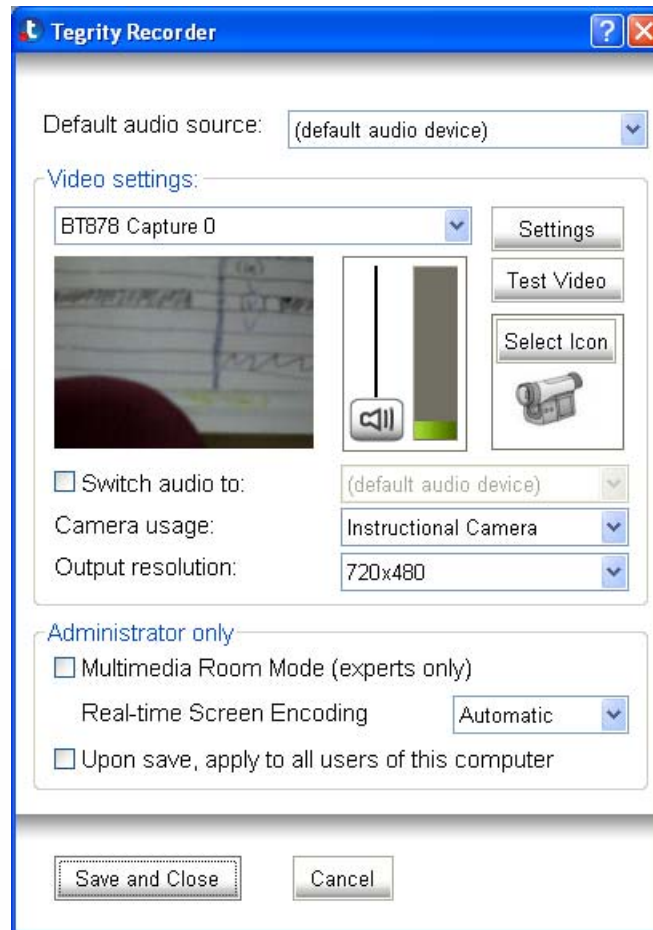 Tegrity Recorder
Default audio source: (default audio device)
Video settings:
BT878 Capture 0
Settings
Test Video
Select Icon
Switch audio to: (default audio device)
Camera usage: Instructional Camera
Output resolution: 720x480
Administrator only
Multimedia Room Mode (experts only)
Real-time Screen Encoding Automatic
Upon save, apply to all users of this computer
Save and Close Cancel